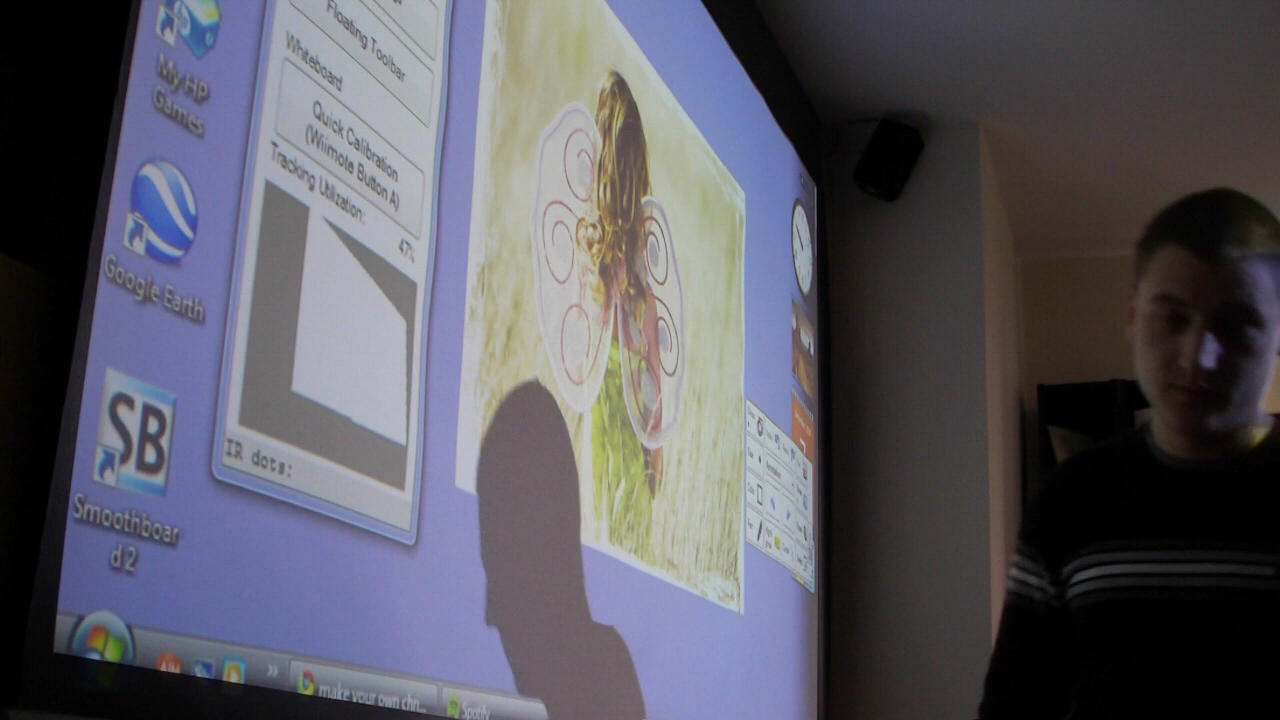 My HP
Games
Google Earth
SB
Smoothboar
d 2
Floating Toolbar
Whiteboard
Quick Calibration
(Wiimote Button A)
Tracking Utilization:
47%
IR dots:
make your own chri...
Spotify